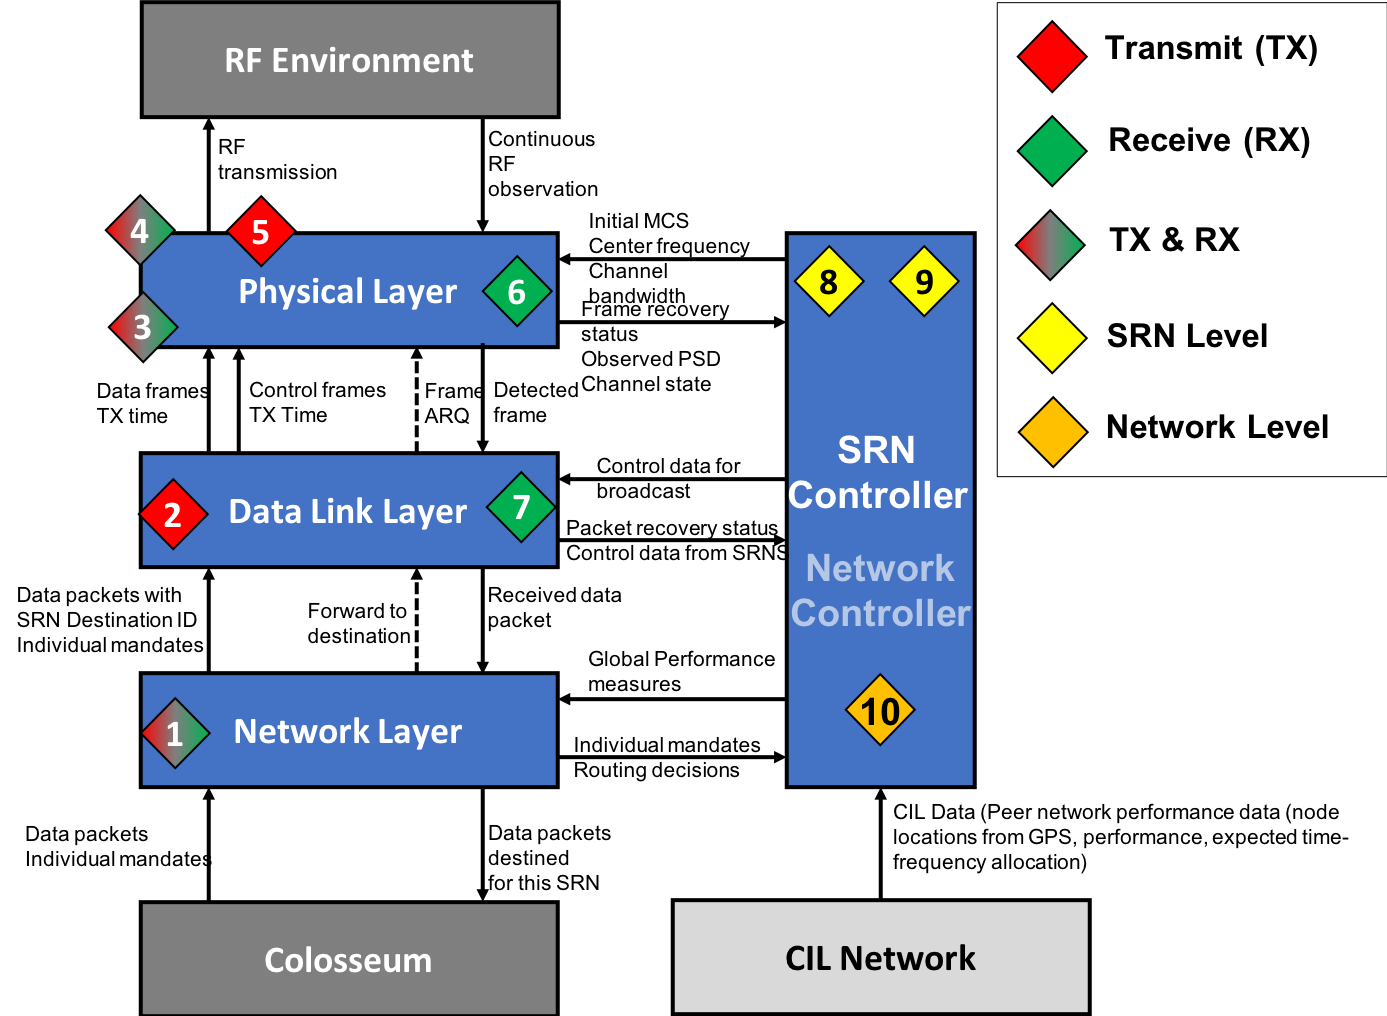 RF Environment
Transmit (TX)
Receive (RX)
TX & RX
SRN Level
Network Level
RF
transmission
Continuous
RF
observation
4
5
Initial MCS
Center frequency
Channel
bandwidth
8
9
Physical Layer
6
3
Frame recovery
status
Observed PSD
Channel state
Data frames
TX time
Control frames
TX Time
Frame
ARQ
Detected
frame
SRN
Controller
Network
Controller
Control data for
broadcast
2
Data Link Layer
7
Packet recovery status
Control data from SRNS
Data packets with
SRN Destination ID
Individual mandates
Forward to
destination
Received data
packet
Global Performance
measures
10
1
Network Layer
Individual mandates
Routing decisions
Data packets
Individual mandates
Data packets
destined
for this SRN
CIL Data (Peer network performance data (node
locations from GPS, performance, expected time-
frequency allocation)
Colosseum
CIL Network